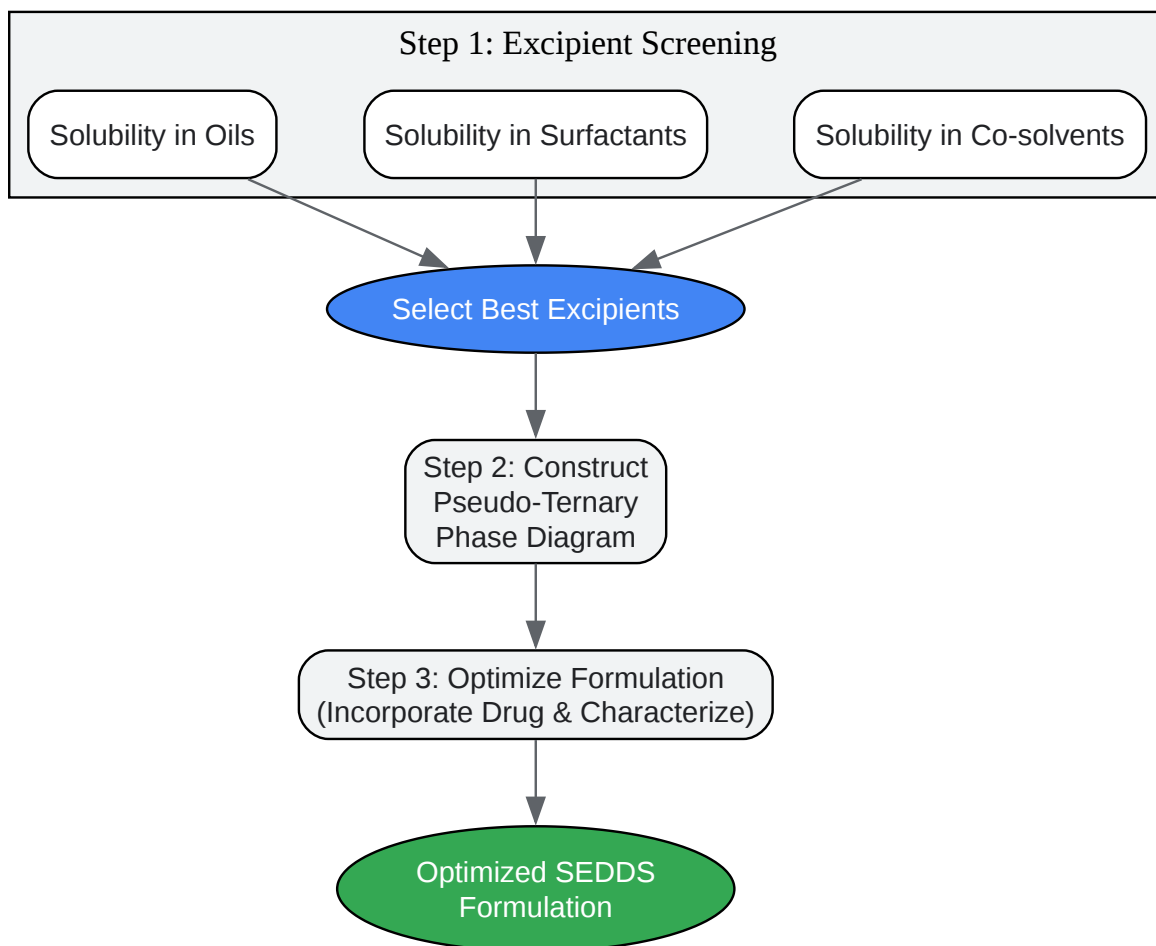 Step 1: Excipient Screening
Solubility in Oils
Solubility in Surfactants
Solubility in Co-solvents
Select Best Excipients
Step 2: Construct
Pseudo-Ternary
Phase Diagram
Step 3: Optimize Formulation
(Incorporate Drug & Characterize)
Optimized SEDDS
Formulation